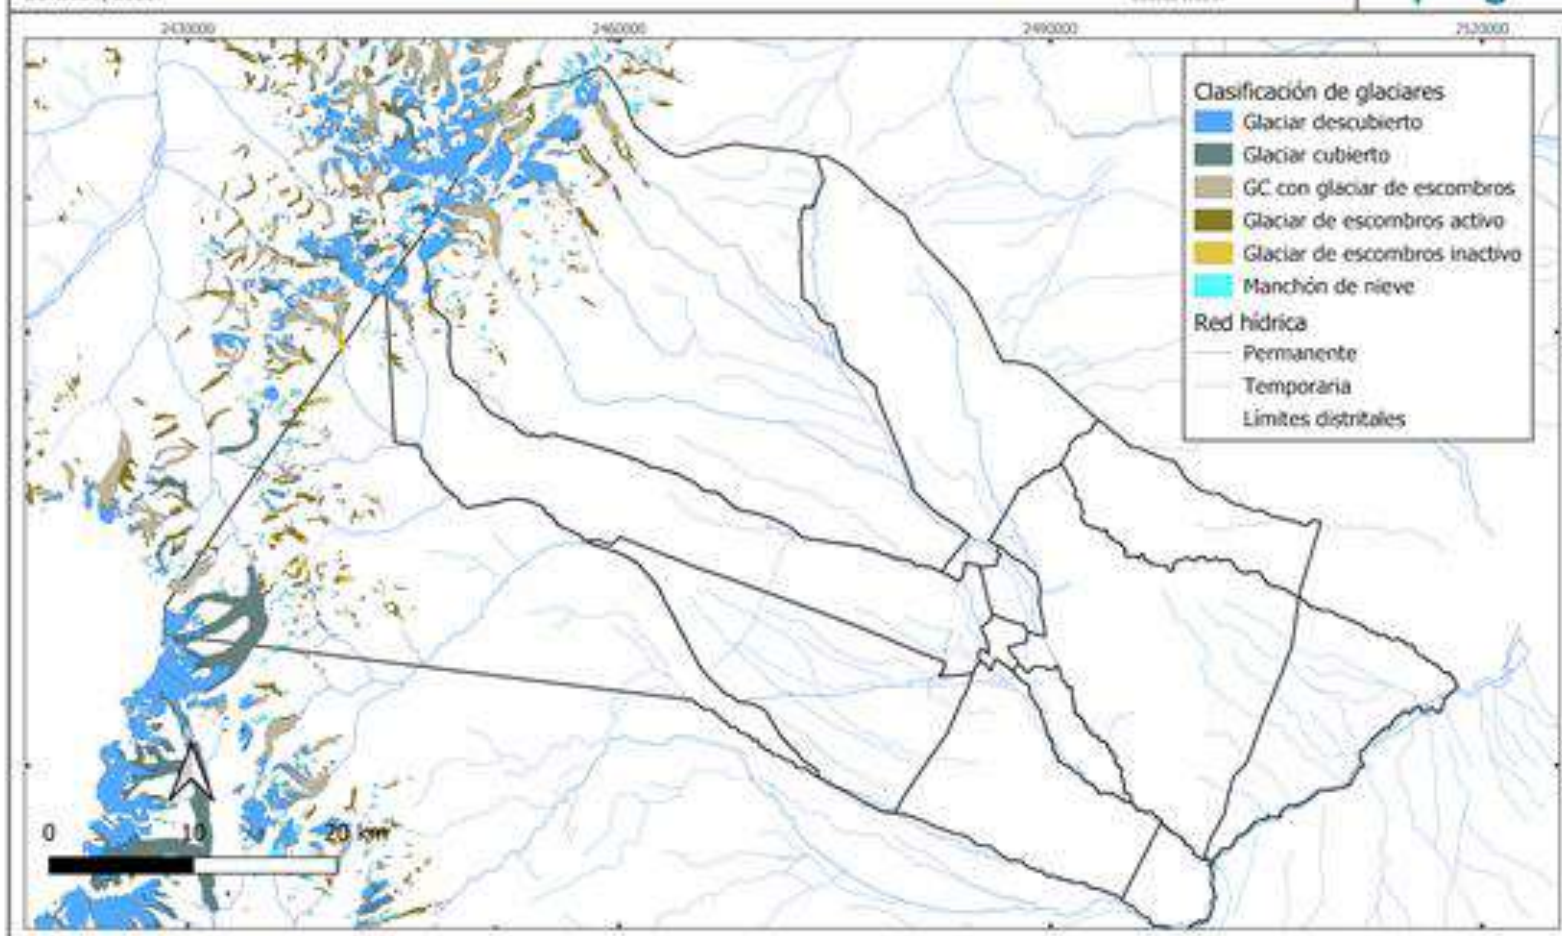 2430000 2460000 2490000 2520000
Clasificación de glaciares
Glaciar descubierto
Glaciar cubierto
GC con glaciar de escombros
Glaciar de escombros activo
Glaciar de escombros inactivo
Manchón de nieve
Red hídrica
Permanente
Temporaria
Límites distritales
0 10 20 km